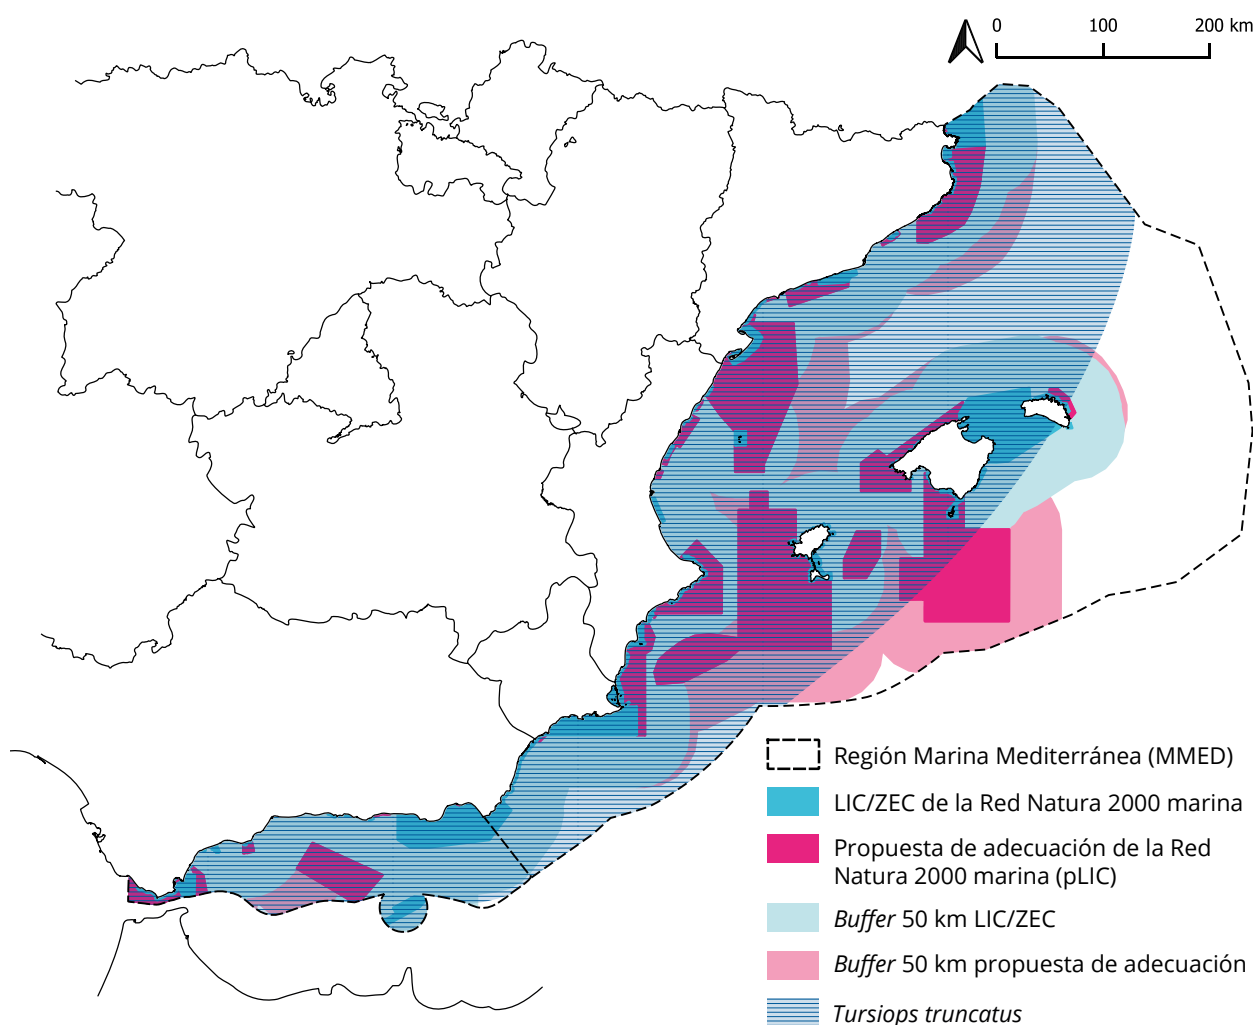 0 100 200 km
Región Marina Mediterránea (MMED)
LIC/ZEC de la Red Natura 2000 marina
Propuesta de adecuación de la Red
Natura 2000 marina (pLIC)
Buffer 50 km LIC/ZEC
Buffer 50 km propuesta de adecuación
Tursiops truncatus